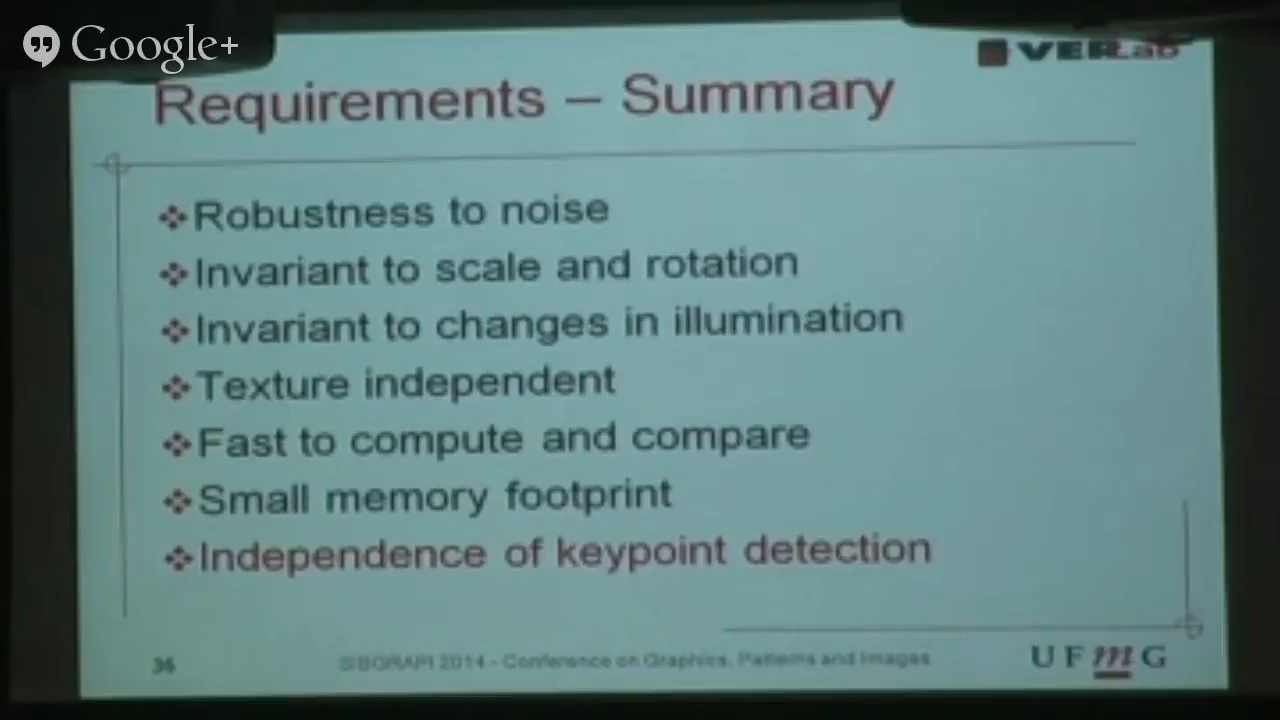 Google+
VERLab
Requirements – Summary
Robustness to noise
Invariant to scale and rotation
Invariant to changes in illumination
Texture independent
Fast to compute and compare
Small memory footprint
Independence of keypoint detection
36
SIBGRAPI 2014 - Conference on Graphics, Patterns and Images
UFmG